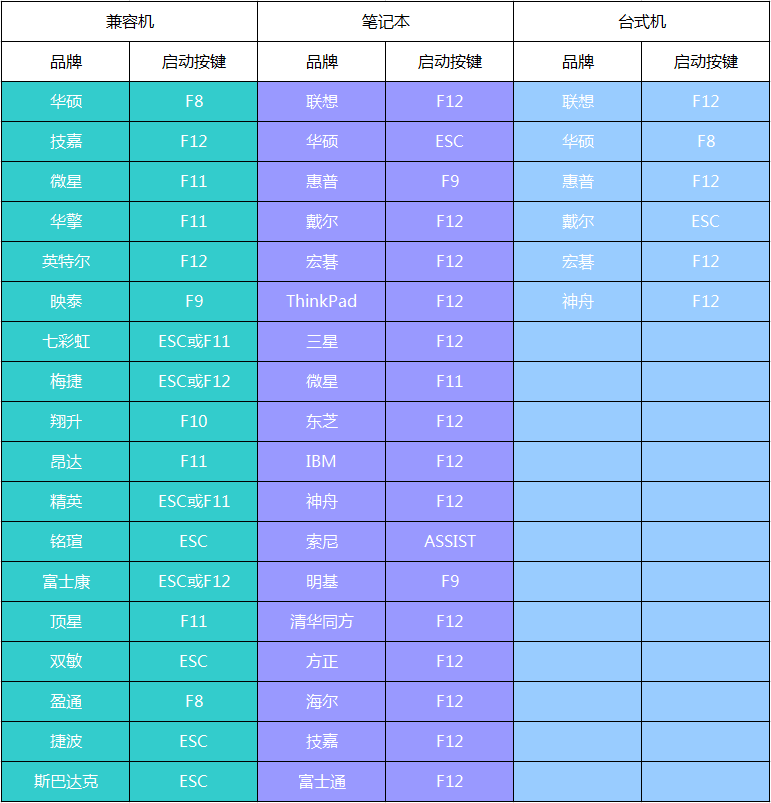 兼容机 笔记本 台式机
品牌 启动按键 品牌 启动按键 品牌 启动按键
华硕 F8 联想 F12 联想 F12
技嘉 F12 华硕 ESC 华硕 F8
微星 F11 惠普 F9 惠普 F12
华擎 F11 戴尔 F12 戴尔 ESC
英特尔 F12 宏碁 F12 宏碁 F12
映泰 F9 ThinkPad F12 神舟 F12
七彩虹 ESC或F11 三星 F12
梅捷 ESC或F12 微星 F11
翔升 F10 东芝 F12
昂达 F11 IBM F12
精英 ESC或F11 神舟 F12
铭瑄 ESC 索尼 ASSIST
富士康 ESC或F12 明基 F9
顶星 F11 清华同方 F12
双敏 ESC 方正 F12
盈通 F8 海尔 F12
捷波 ESC 技嘉 F12
斯巴达克 ESC 富士通 F12